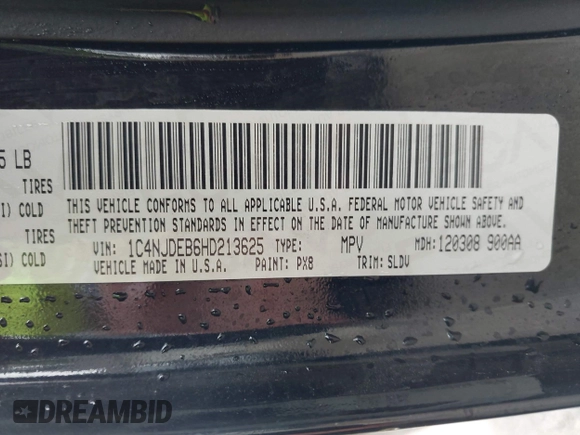 5 LB
TIRES
I) COLD
TIRES
SI) COLD
THIS VEHICLE CONFORMS TO ALL APPLICABLE U.S.A. FEDERAL MOTOR VEHICLE SAFETY AND
THEFT PREVENTION STANDARDS IN EFFECT ON THE DATE OF MANUFACTURE SHOWN ABOVE.
VIN: 1C4NJDEB6HD213625 TYPE: MPV MDH: 120308 900AA
VEHICLE MADE IN U.S.A. PAINT: PX8 TRIM: SLDV
DREAMBID